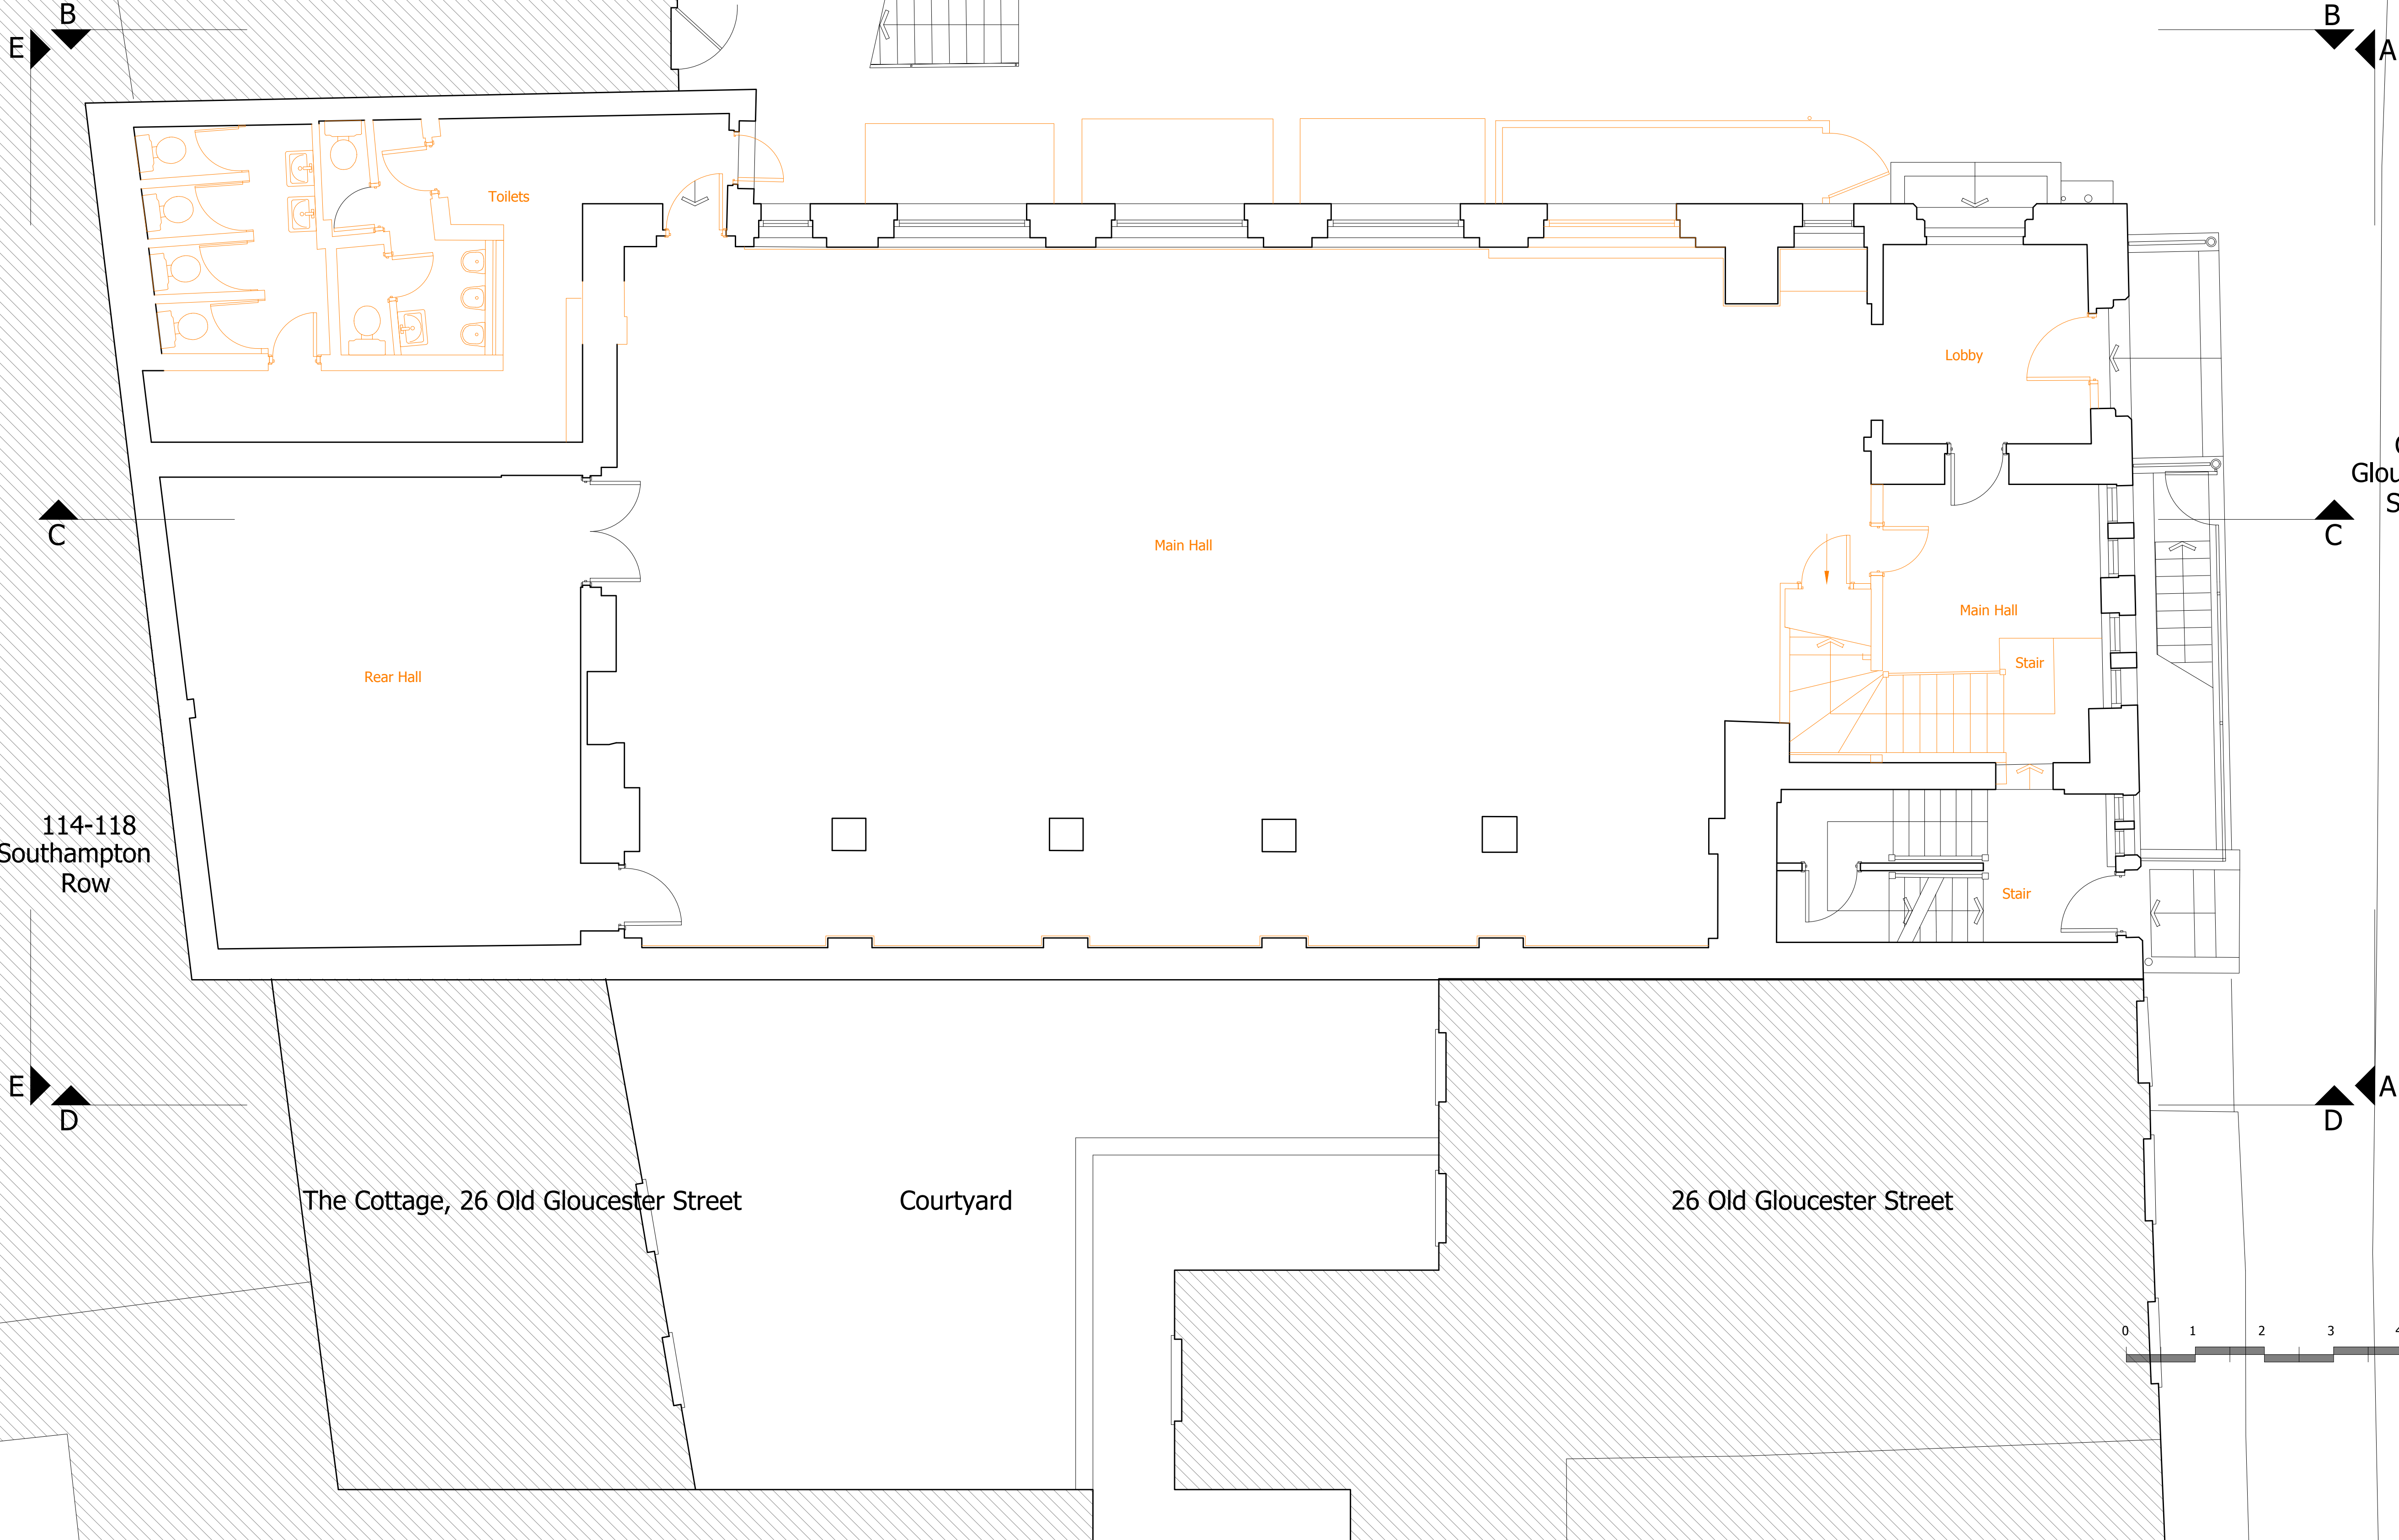 B
B
E
A
Toilets
Lobby
C
C
Main Hall
Main Hall
Stair
Rear Hall
114-118
Southampton
Row
Stair
E
A
D
D
The Cottage, 26 Old Gloucester Street
Courtyard
26 Old Gloucester Street
0 1 2 3